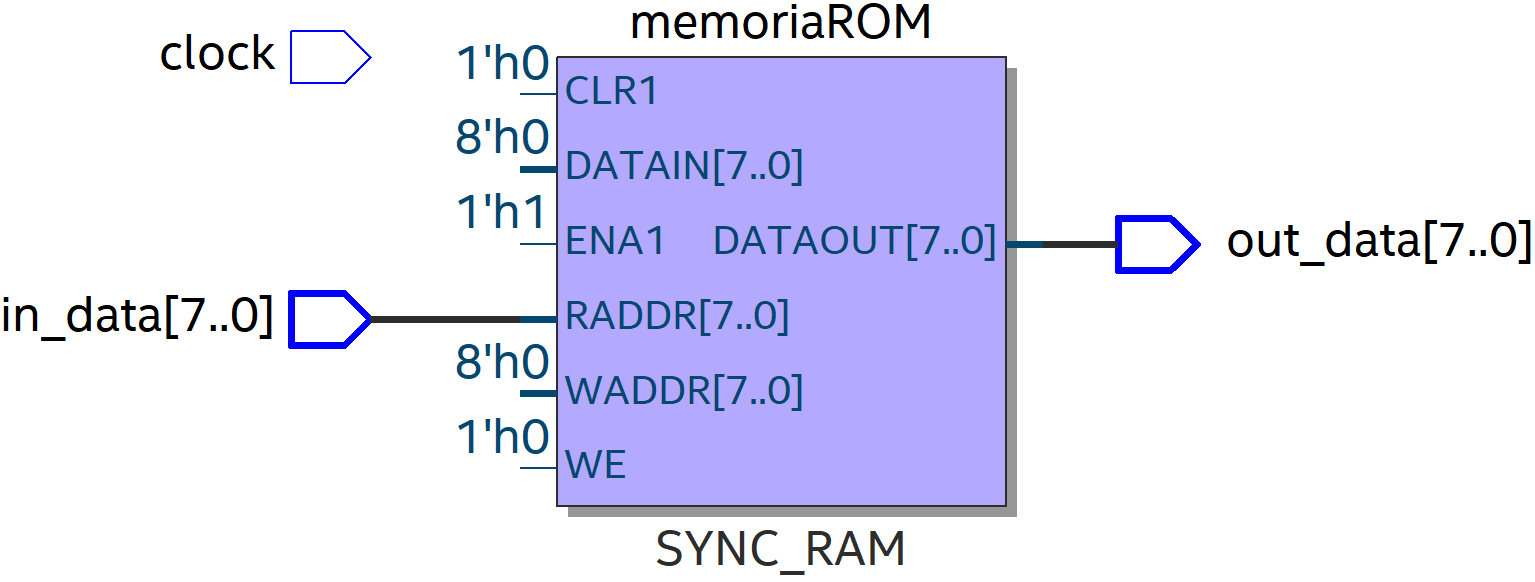 memoriaROM
clock
1'h0
CLR1
8'h0
DATAIN[7..0]
1'h1
ENA1
DATAOUT[7..0]
out_data[7..0]
in_data[7..0]
RADDR[7..0]
8'h0
WADDR[7..0]
1'h0
WE
SYNC_RAM